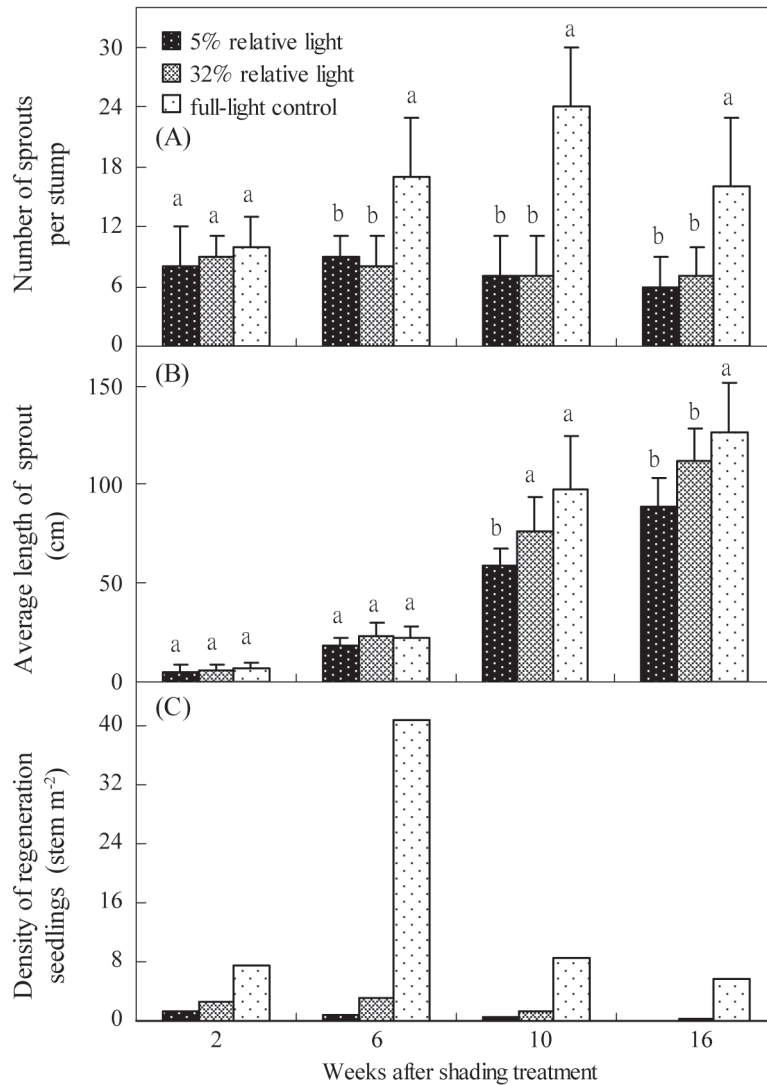 30
24
18
12
6
0
Number of sprouts
per stump
5% relative light
32% relative light
full-light control
(A)
a
a
a
b
b
a
b
b
a
b
b
a
150
100
50
0
Average length of sprout
(cm)
(B)
a
a
a
a
a
a
b
a
a
b
b
a
40
32
24
16
8
0
Density of regeneration
seedlings (stem m-2)
(C)
2
6
10
16
Weeks after shading treatment